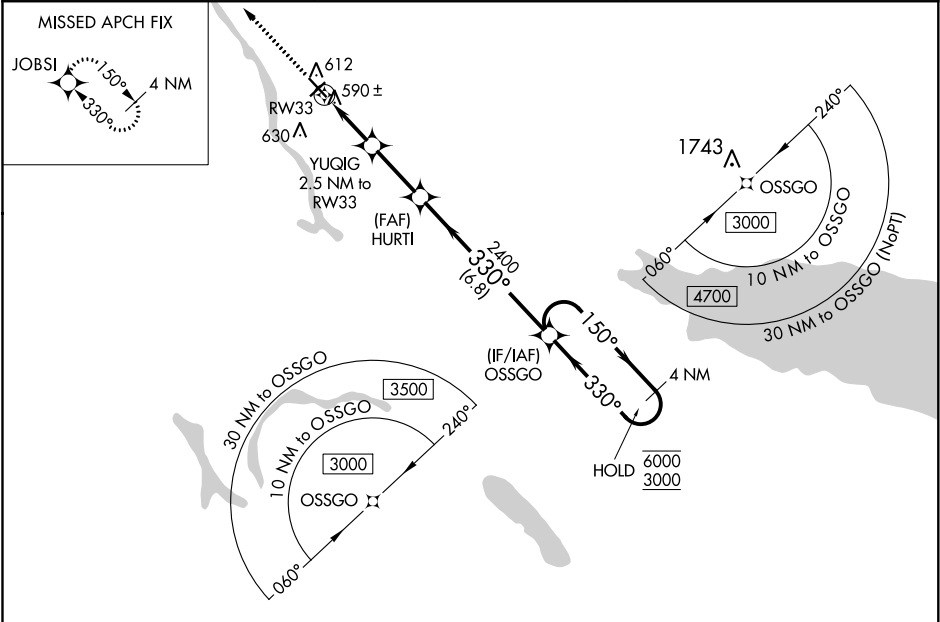 MISSED APCH FIX
JOBSI
150°
4 NM
330°
612
590 ±
RW33
630
YUQIG
2.5 NM to
RW33
(FAF)
HURTI
2400
330°
(6.8)
(IF/IAF)
OSSGO
150°
330°
4 NM
HOLD
6000
3000
1743
240°
OSSGO
3000
060°
10 NM to OSSGO
4700
30 NM to OSSGO (NoPT)
30 NM to OSSGO
3500
10 NM to OSSGO
240°
3000
OSSGO
060°